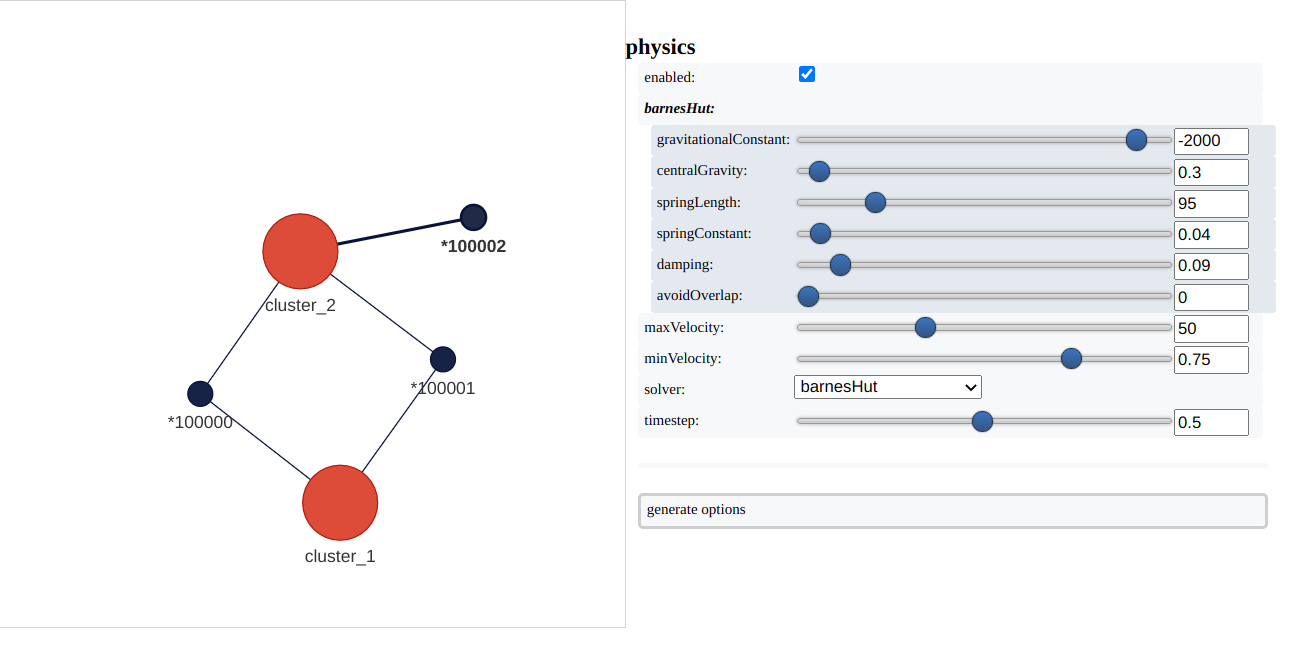 *100002
cluster_2
*100001
*100000
cluster_1
physics
enabled:
barnesHut:
gravitationalConstant: -2000
centralGravity: 0.3
springLength: 95
springConstant: 0.04
damping: 0.09
avoidOverlap: 0
maxVelocity: 50
minVelocity: 0.75
solver: barnesHut
timestep: 0.5
generate options